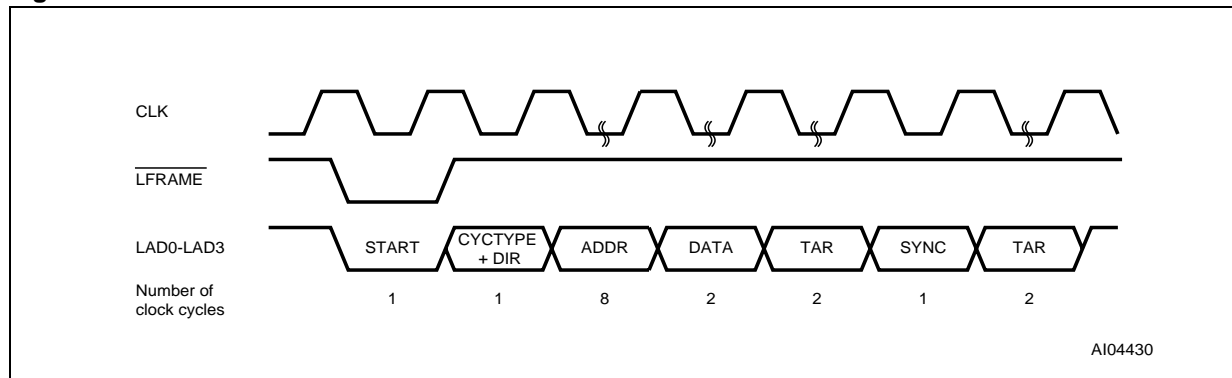 CLK
LFRAME
LAD0-LAD3
START
CYCTYPE
+ DIR
ADDR
DATA
TAR
SYNC
TAR
Number of
clock cycles
1
1
8
2
2
1
2
AI04430